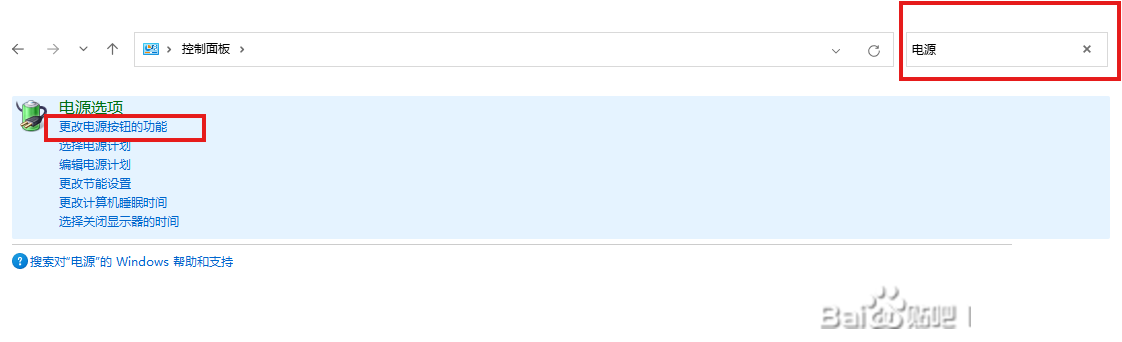 控制面板
电源
电源选项
更改电源按钮的功能
选择电源计划
编辑电源计划
更改节能设置
更改计算机睡眠时间
选择关闭显示器的时间
搜索对"电源"的 Windows 帮助和支持
Bai 贴吧